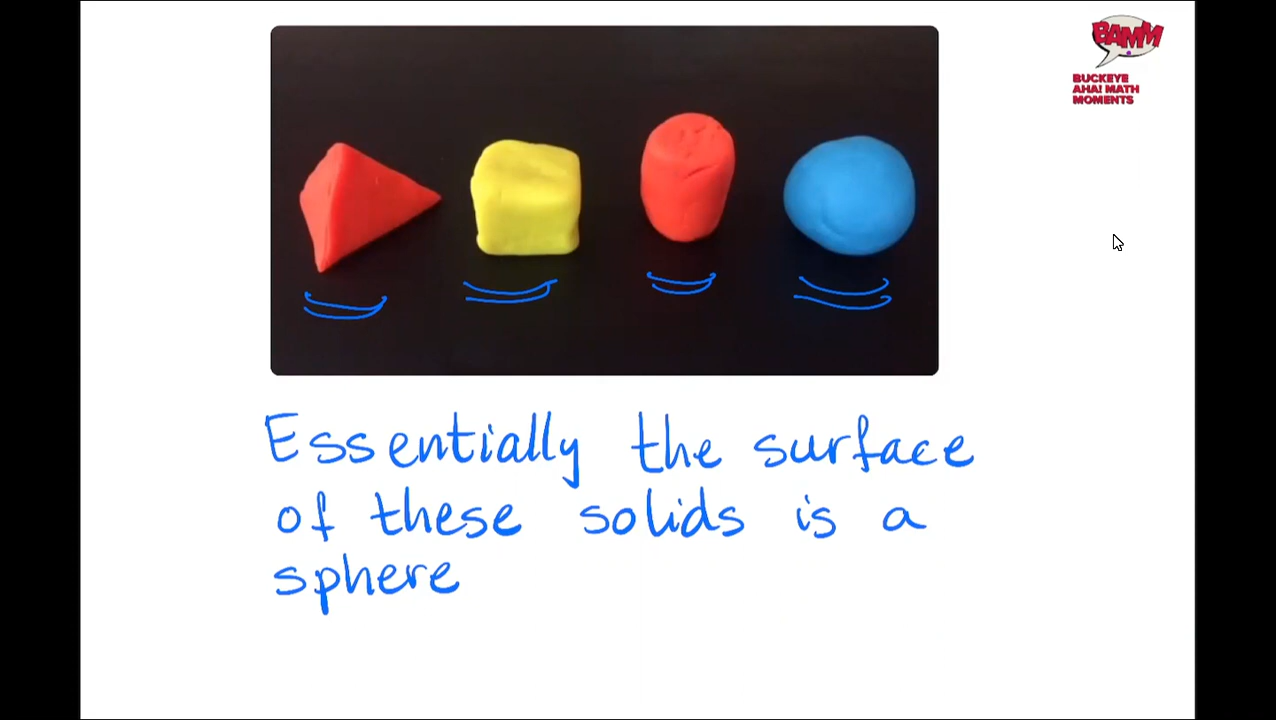 BAMM
BUCKEYE
AHA! MATH
MOMENTS
Essentially the surface
of these solids is a
sphere